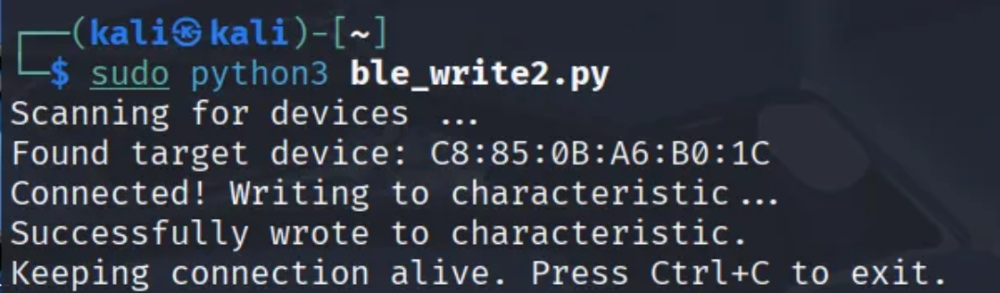 ┌──(kali㉿kali)-[~]
└─$ sudo python3 ble_write2.py
Scanning for devices ...
Found target device: C8:85:0B:A6:B0:1C
Connected! Writing to characteristic...
Successfully wrote to characteristic.
Keeping connection alive. Press Ctrl+C to exit.